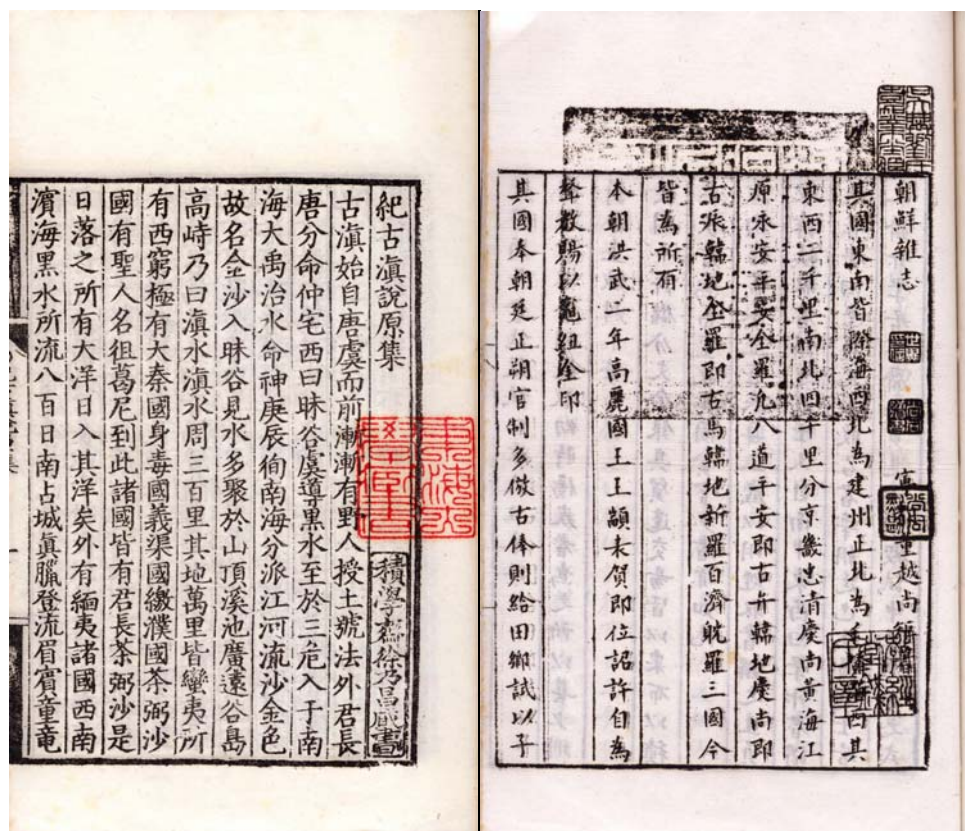 紀古滇說原集
積學齋徐乃昌藏書
古滇始自唐虞而前漸漸有野人授土號法外君長
唐分命仲宅西曰昧谷虞導黑水至於三危入于南
海大禹治水命神庚辰徇南海分派江河流沙金色
故名金沙入昧谷見水多聚於山頂溪池廣遠谷島
高峙乃曰滇水滇水周三百里其地萬里皆蠻夷所
有西窮極有大秦國身毒國義渠國繳濮國茶弼沙
國有聖人名徂葛尼到此諸國皆有君長茶弼沙是
日落之所有大洋日入其洋矣外有緬夷諸國西南
濱海黑水所流八百日南占城真臘登流眉賓童竜
朝鮮雜志
董越尚
其國東南皆際海西北為建州正北為毛西其
東西二千里南北四千里分京畿忠清慶尚黃海江
原永安平安全羅凡八道平安即古弁韓地慶尚即
古辰韓地全羅即古馬韓地新羅百濟躭羅三國今
皆為所有
本朝洪武二年高麗國王王顓表賀即位詔許自為
聲教賜以龜紐金印
其國奉朝廷正朔官制多倣古俸則給田鄉試以子